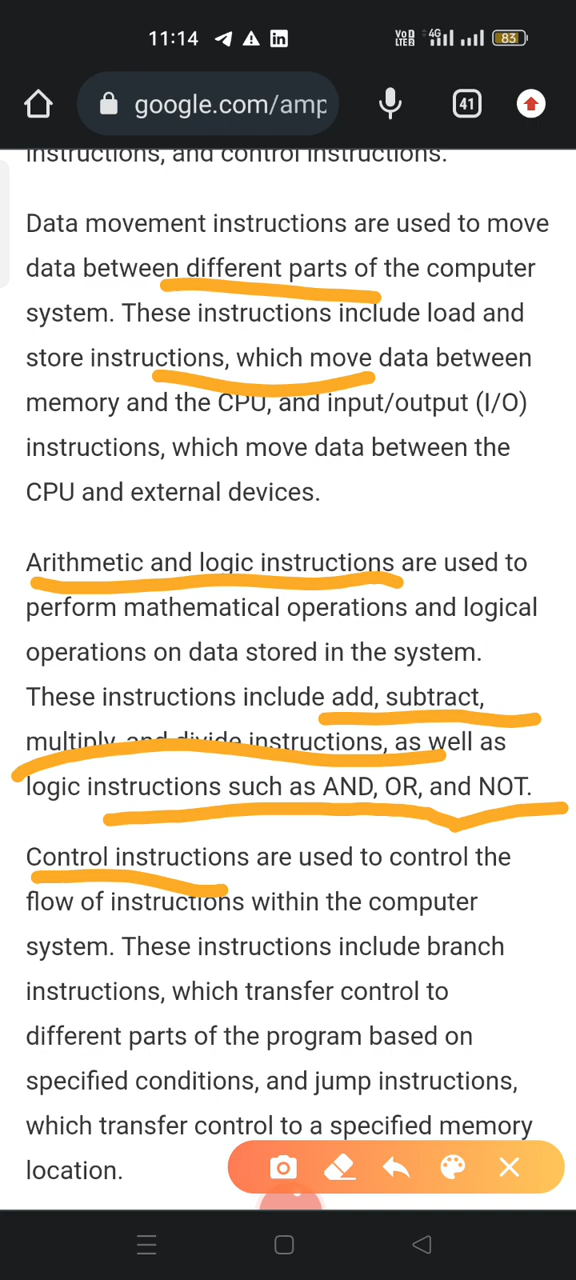 11:14
VoD LTE2 4G 83
google.com/amp
41
instructions, and control instructions.
Data movement instructions are used to move
data between different parts of the computer
system. These instructions include load and
store instructions, which move data between
memory and the CPU, and input/output (I/O)
instructions, which move data between the
CPU and external devices.
Arithmetic and logic instructions are used to
perform mathematical operations and logical
operations on data stored in the system.
These instructions include add, subtract,
multiply, and divide instructions, as well as
logic instructions such as AND, OR, and NOT.
Control instructions are used to control the
flow of instructions within the computer
system. These instructions include branch
instructions, which transfer control to
different parts of the program based on
specified conditions, and jump instructions,
which transfer control to a specified memory
location.